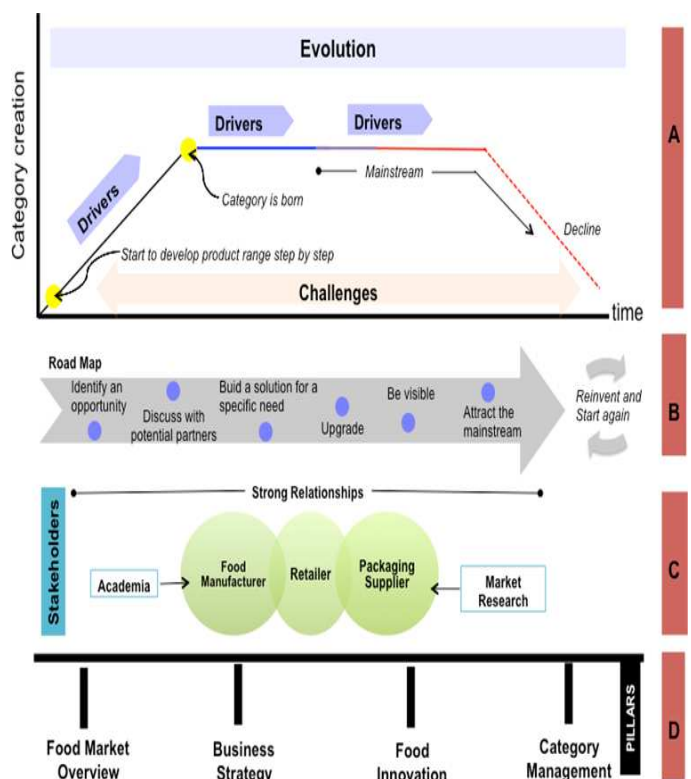 Evolution
Category creation
A
Drivers
Drivers
Drivers
Mainstream
Category is born
Decline
Start to develop product range step by step
Challenges
time
Road Map
Identify an
opportunity
Discuss with
potential partners
Buid a solution for a
specific need
Upgrade
Be visible
Attract the
mainstream
Reinvent and
Start again
B
Stakeholders
Strong Relationships
Academia
Food
Manufacturer
Retailer
Packaging
Supplier
Market
Research
C
PILLARS
D
Food Market
Overview
Business
Strategy
Food
Innovation
Category
Management